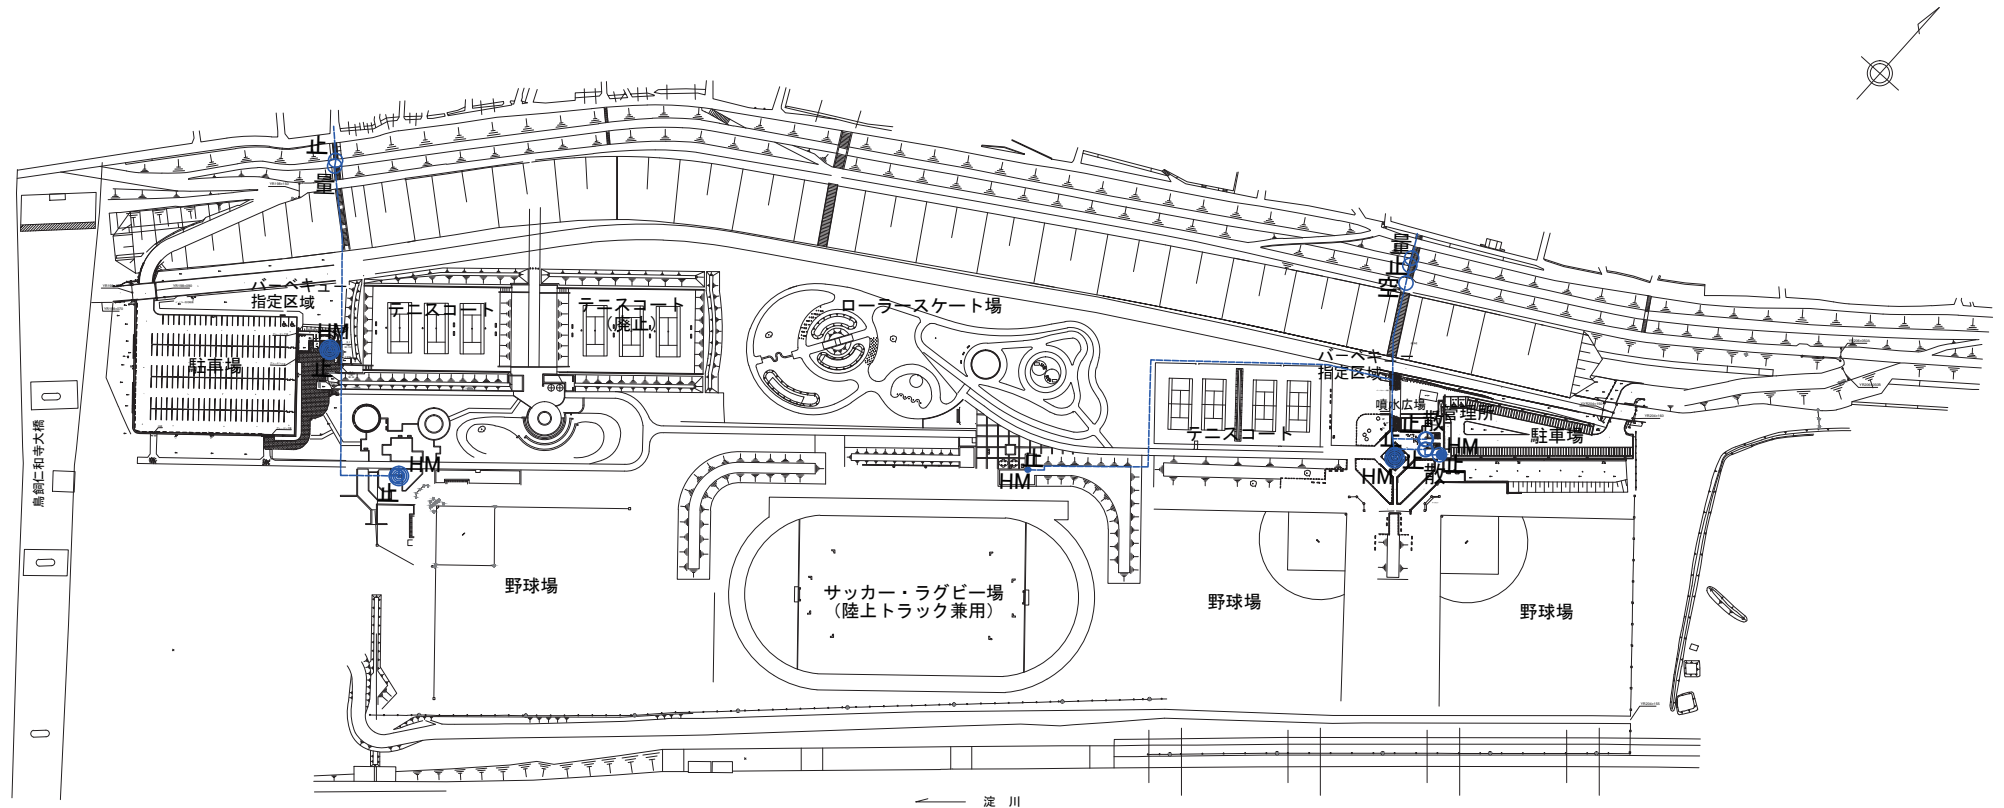 止
量
量
止
空
バーベキュー
指定区域
HM
止
駐車場
テニスコート
テニスコート
(廃止)
ローラースケート場
バーベキュー
指定区域
噴水広場
止
散
管理所
止
HM
駐車場
テニスコート
止
HM
止
HM
HM
止
止
散
鳥飼仁和寺大橋
野球場
サッカー・ラグビー場
(陸上トラック兼用)
野球場
野球場
淀 川